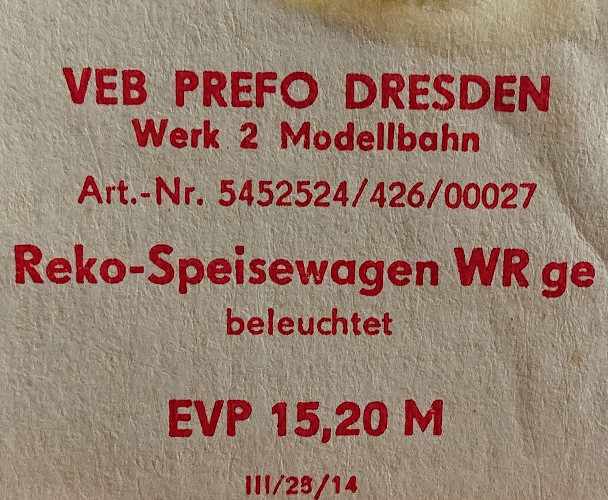 VEB PREFO DRESDEN
Werk 2 Modellbahn
Art.-Nr. 5452524/426/00027
Reko-Speisewagen WR ge
beleuchtet
EVP 15,20 M
III/28/14